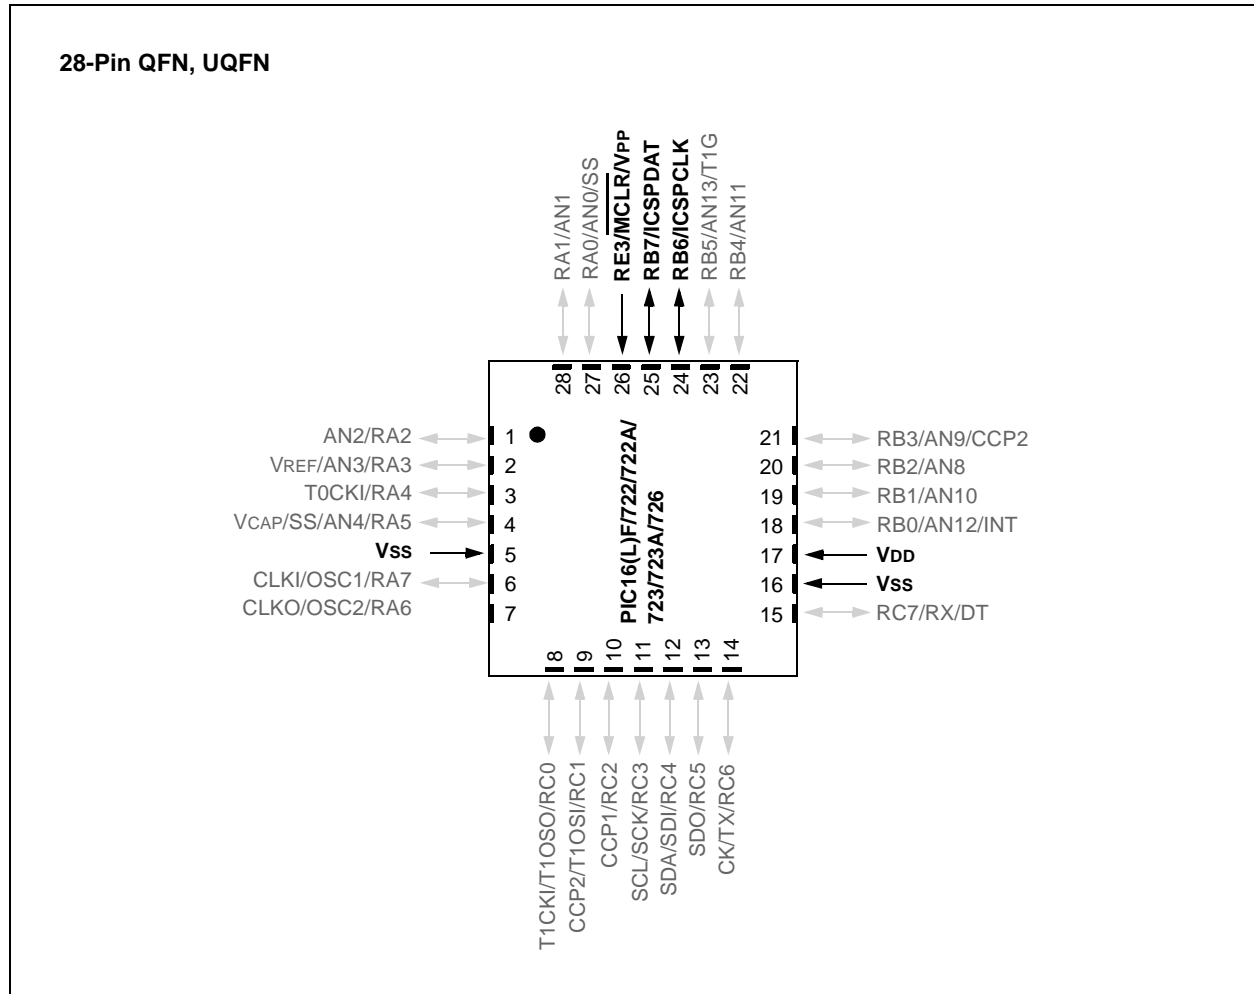 28-Pin QFN, UQFN
RA1/AN1
RA0/AN0/SS
RE3/MCLR/VPP
RB7/ICSPDAT
RB6/ICSPCLK
RB5/AN13/T1G
RB4/AN11
28
27
26
25
24
23
22
AN2/RA2
1
VREF/AN3/RA3
2
T0CKI/RA4
3
VCAP/SS/AN4/RA5
4
VSS
5
CLKI/OSC1/RA7
6
CLKO/OSC2/RA6
7
PIC16(L)F/722/722A/
723/723A/726
21
RB3/AN9/CCP2
20
RB2/AN8
19
RB1/AN10
18
RB0/AN12/INT
17
VDD
16
VSS
15
RC7/RX/DT
8
9
10
11
12
13
14
T1CKI/T1OSO/RC0
CCP2/T1OSI/RC1
CCP1/RC2
SCL/SCK/RC3
SDA/SDI/RC4
SDO/RC5
CK/TX/RC6